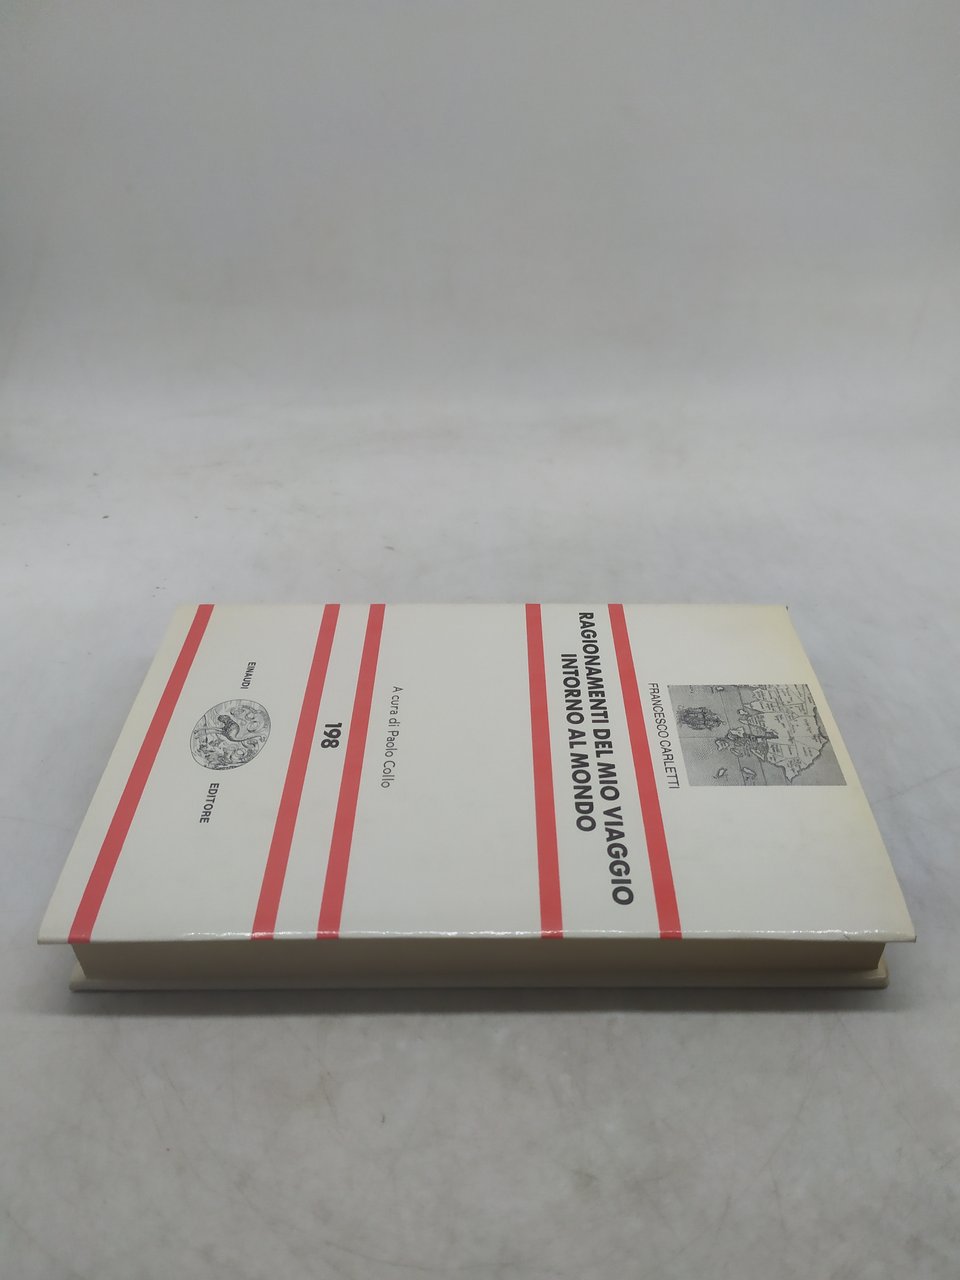 FRANCESCO CARLETTI
RAGIONAMENTI DEL MIO VIAGGIO
INTORNO AL MONDO
A cura di Paolo Collo
198
EINAUDI
EDITORE